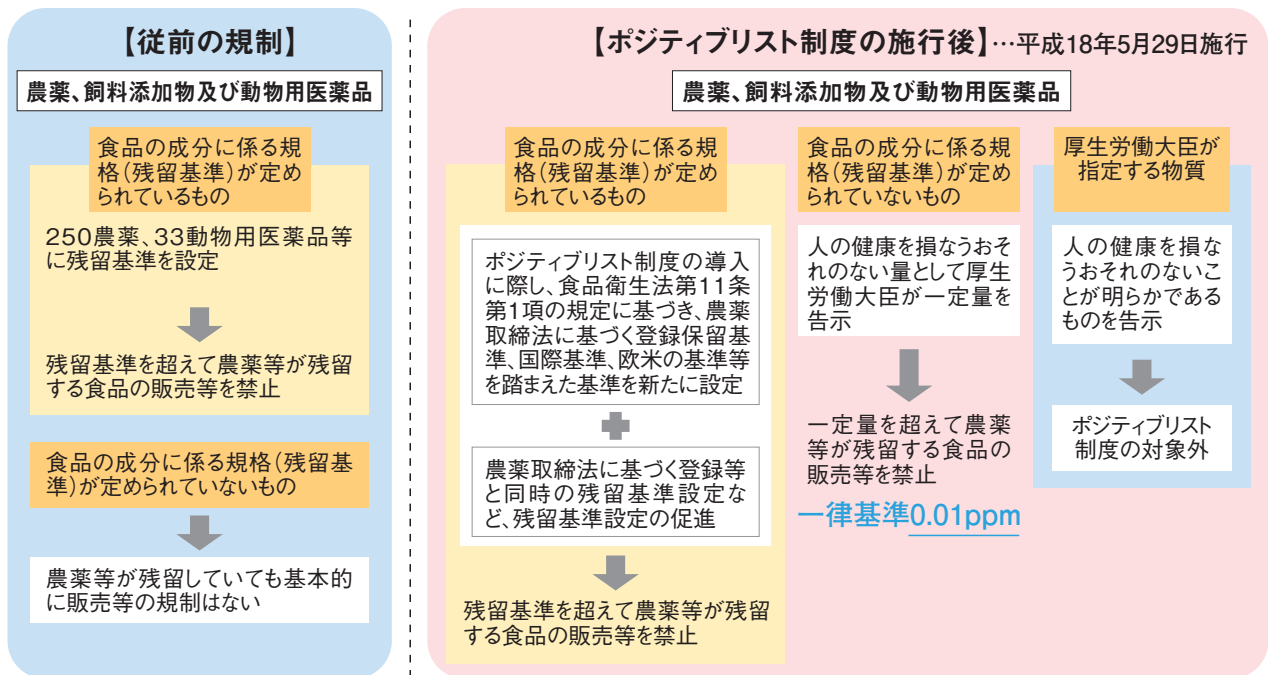 【従前の規制】
農薬、飼料添加物及び動物用医薬品
食品の成分に係る規
格(残留基準)が定め
られているもの
250農薬、33動物用医薬品等
に残留基準を設定
残留基準を超えて農薬等が残留
する食品の販売等を禁止
食品の成分に係る規格(残留基
準)が定められていないもの
農薬等が残留していても基本的
に販売等の規制はない
【ポジティブリスト制度の施行後】…平成18年5月29日施行
農薬、飼料添加物及び動物用医薬品
食品の成分に係る規
格(残留基準)が定め
られているもの
ポジティブリスト制度の導入
に際し、食品衛生法第11条
第1項の規定に基づき、農薬
取締法に基づく登録保留基
準、国際基準、欧米の基準等
を踏まえた基準を新たに設定
農薬取締法に基づく登録等
と同時の残留基準設定な
ど、残留基準設定の促進
残留基準を超えて農薬等が残留
する食品の販売等を禁止
食品の成分に係る規
格(残留基準)が定め
られていないもの
人の健康を損なうおそ
れのない量として厚生
労働大臣が一定量を
告示
一定量を超えて農薬
等が残留する食品の
販売等を禁止
一律基準0.01ppm
厚生労働大臣が
指定する物質
人の健康を損な
うおそれのないこ
とが明らかである
ものを告示
ポジティブリスト
制度の対象外